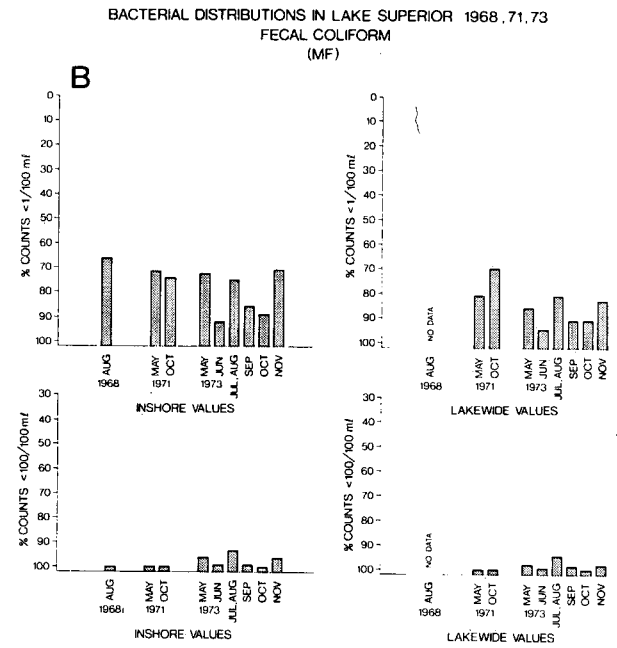 BACTERIAL DISTRIBUTIONS IN LAKE SUPERIOR 1968,71,73
FECAL COLIFORM
(MF)
B
% COUNTS <1/100 mℓ
0
10
20
30
40
50
60
70
80
90
100
AUG
MAY
OCT
MAY
JUN
JUL, AUG
SEP
OCT
NOV
1968
1971
1973
INSHORE VALUES
% COUNTS <1/100 mℓ
0
10
20
30
40
50
60
70
80
90
100
NO DATA
AUG
MAY
OCT
MAY
JUN
JUL, AUG
SEP
OCT
NOV
1968
1971
1973
LAKEWIDE VALUES
% COUNTS <100/100 mℓ
30
40
50
60
70
80
90
100
AUG
MAY
OCT
MAY
JUN
JUL, AUG
SEP
OCT
NOV
1968
1971
1973
INSHORE VALUES
% COUNTS <100/100 mℓ
30
40
50
60
70
80
90
100
NO DATA
AUG
MAY
OCT
MAY
JUN
JUL, AUG
SEP
OCT
NOV
1968
1971
1973
LAKEWIDE VALUES